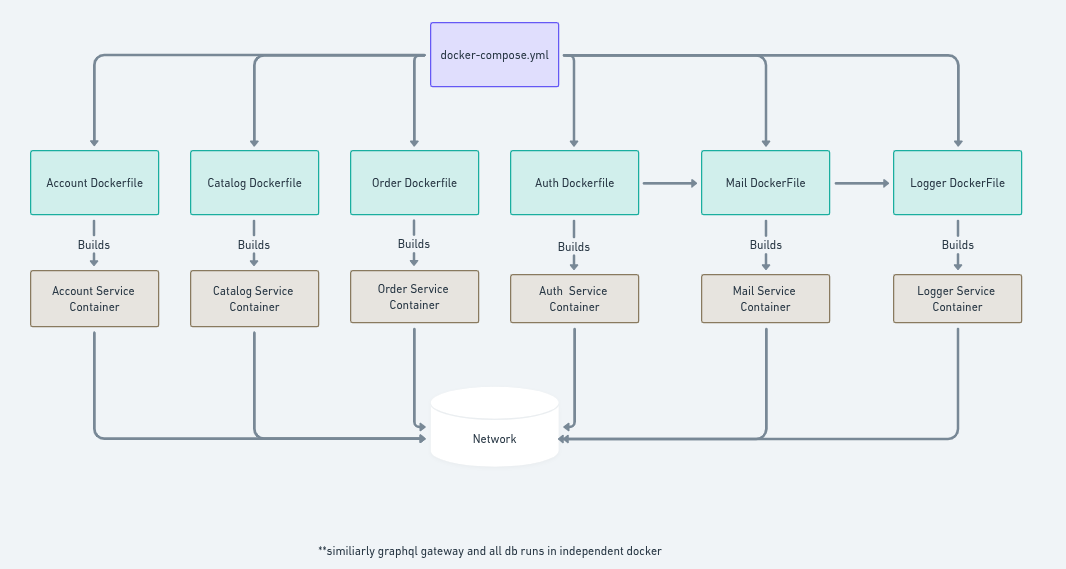 docker-compose.yml
Account Dockerfile
Catalog Dockerfile
Order Dockerfile
Auth Dockerfile
Mail DockerFile
Logger DockerFile
Builds
Builds
Builds
Builds
Builds
Builds
Account Service
Container
Catalog Service
Container
Order Service
Container
Auth Service
Container
Mail Service
Container
Logger Service
Container
Network
**similiarly graphql gateway and all db runs in independent docker